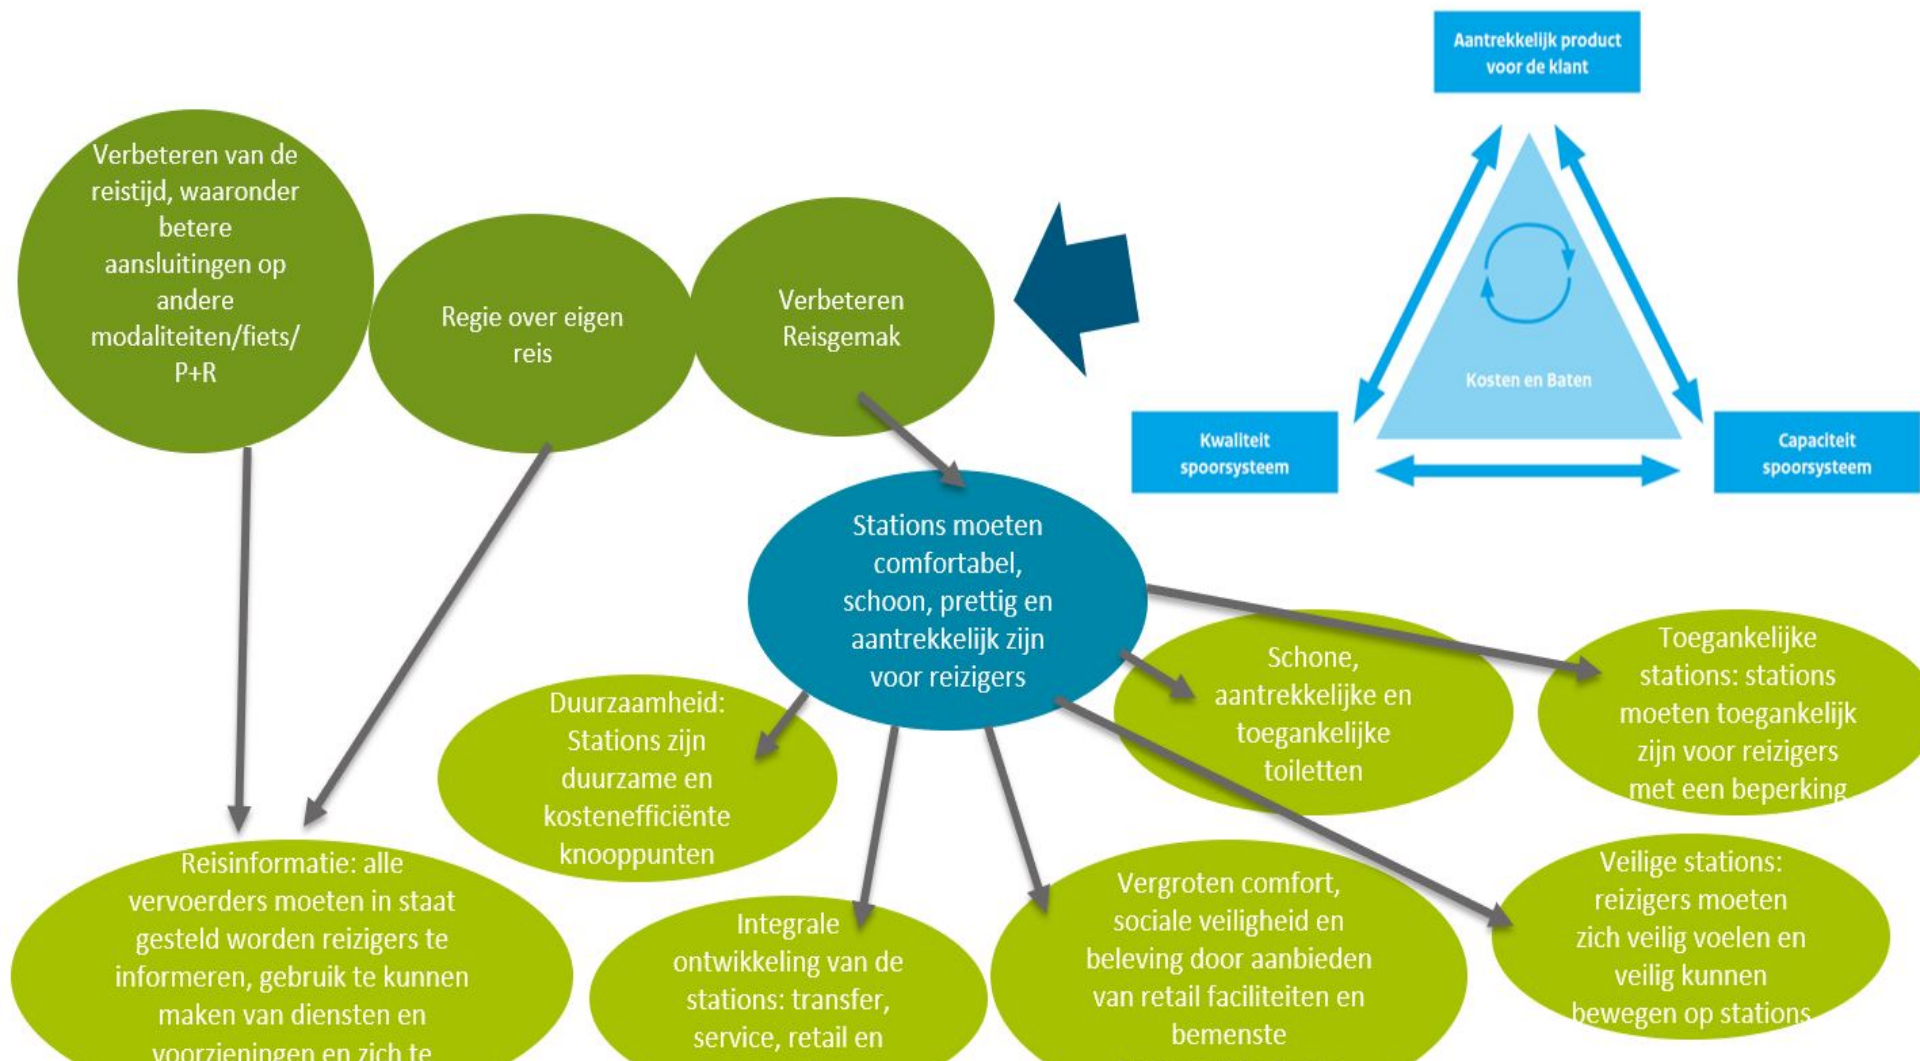 Aantrekkelijk product
voor de klant
Verbeteren van de
reistijd, waaronder
betere
aansluitingen op
andere
modaliteiten/fiets/
P+R
Regie over eigen
reis
Verbeteren
Reisgemak
Kosten en Baten
Kwaliteit
spoorsysteem
Capaciteit
spoorsysteem
Stations moeten
comfortabel,
schoon, prettig en
aantrekkelijk zijn
voor reizigers
Schone,
aantrekkelijke en
toegankelijke
toiletten
Toegankelijke
stations: stations
moeten toegankelijk
zijn voor reizigers
met een beperking
Duurzaamheid:
Stations zijn
duurzame en
kostenefficiënte
knooppunten
Reisinformatie: alle
vervoerders moeten in staat
gesteld worden reizigers te
informeren, gebruik te kunnen
maken van diensten en
voorzieningen en zich te
Integrale
ontwikkeling van de
stations: transfer,
service, retail en
Vergroten comfort,
sociale veiligheid en
beleving door aanbieden
van retail faciliteiten en
bemenste
Veilige stations:
reizigers moeten
zich veilig voelen en
veilig kunnen
bewegen op stations